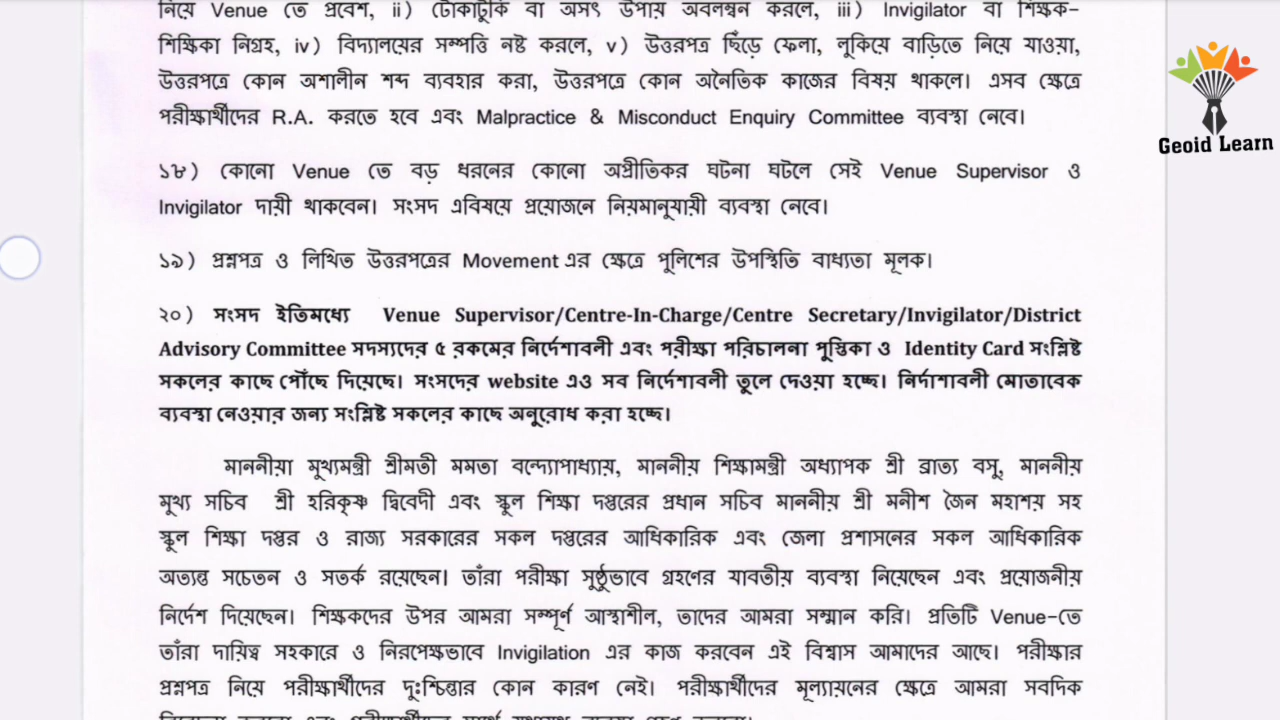 নিয়ে Venue তে প্রবেশ, ii) টোকাটুকি বা অসৎ উপায় অবলম্বন করলে, iii) Invigilator বা শিক্ষক-
শিক্ষিকা নিগ্রহ, iv) বিদ্যালয়ের সম্পত্তি নষ্ট করলে, v) উত্তরপত্র ছিঁড়ে ফেলা, লুকিয়ে বাড়িতে নিয়ে যাওয়া,
উত্তরপত্রে কোন অশালীন শব্দ ব্যবহার করা, উত্তরপত্রে কোন অনৈতিক কাজের বিষয় থাকলে। এসব ক্ষেত্রে
পরীক্ষার্থীদের R.A. করতে হবে এবং Malpractice & Misconduct Enquiry Committee ব্যবস্থা নেবে।
Geoid Learn
১৮) কোনো Venue তে বড় ধরনের কোনো অপ্রীতিকর ঘটনা ঘটলে সেই Venue Supervisor ও
Invigilator দায়ী থাকবেন। সংসদ এবিষয়ে প্রয়োজনে নিয়মানুযায়ী ব্যবস্থা নেবে।
১৯) প্রশ্নপত্র ও লিখিত উত্তরপত্রের Movement এর ক্ষেত্রে পুলিশের উপস্থিতি বাধ্যতা মূলক।
২০) সংসদ ইতিমধ্যে Venue Supervisor/Centre-In-Charge/Centre Secretary/Invigilator/District
Advisory Committee সদস্যদের ৫ রকমের নির্দেশাবলী এবং পরীক্ষা পরিচালনা পুস্তিকা ও Identity Card সংশ্লিষ্ট
সকলের কাছে পৌঁছে দিয়েছে। সংসদের website এও সব নির্দেশাবলী তুলে দেওয়া হচ্ছে। নির্দাশাবলী মোতাবেক
ব্যবস্থা নেওয়ার জন্য সংশ্লিষ্ট সকলের কাছে অনুরোধ করা হচ্ছে।
মাননীয়া মুখ্যমন্ত্রী শ্রীমতী মমতা বন্দ্যোপাধ্যায়, মাননীয় শিক্ষামন্ত্রী অধ্যাপক শ্রী ব্রাত্য বসু, মাননীয়
মুখ্য সচিব শ্রী হরিকৃষ্ণ দ্বিবেদী এবং স্কুল শিক্ষা দপ্তরের প্রধান সচিব মাননীয় শ্রী মনীশ জৈন মহাশয় সহ
স্কুল শিক্ষা দপ্তর ও রাজ্য সরকারের সকল দপ্তরের আধিকারিক এবং জেলা প্রশাসনের সকল আধিকারিক
অত্যন্ত সচেতন ও সতর্ক রয়েছেন। তাঁরা পরীক্ষা সুষ্ঠুভাবে গ্রহণের যাবতীয় ব্যবস্থা নিয়েছেন এবং প্রয়োজনীয়
নির্দেশ দিয়েছেন। শিক্ষকদের উপর আমরা সম্পূর্ণ আস্থাশীল, তাদের আমরা সম্মান করি। প্রতিটি Venue-তে
তাঁরা দায়িত্ব সহকারে ও নিরপেক্ষভাবে Invigilation এর কাজ করবেন এই বিশ্বাস আমাদের আছে। পরীক্ষার
প্রশ্নপত্র নিয়ে পরীক্ষার্থীদের দুঃশ্চিন্তার কোন কারণ নেই। পরীক্ষার্থীদের মূল্যায়নের ক্ষেত্রে আমরা সবদিক